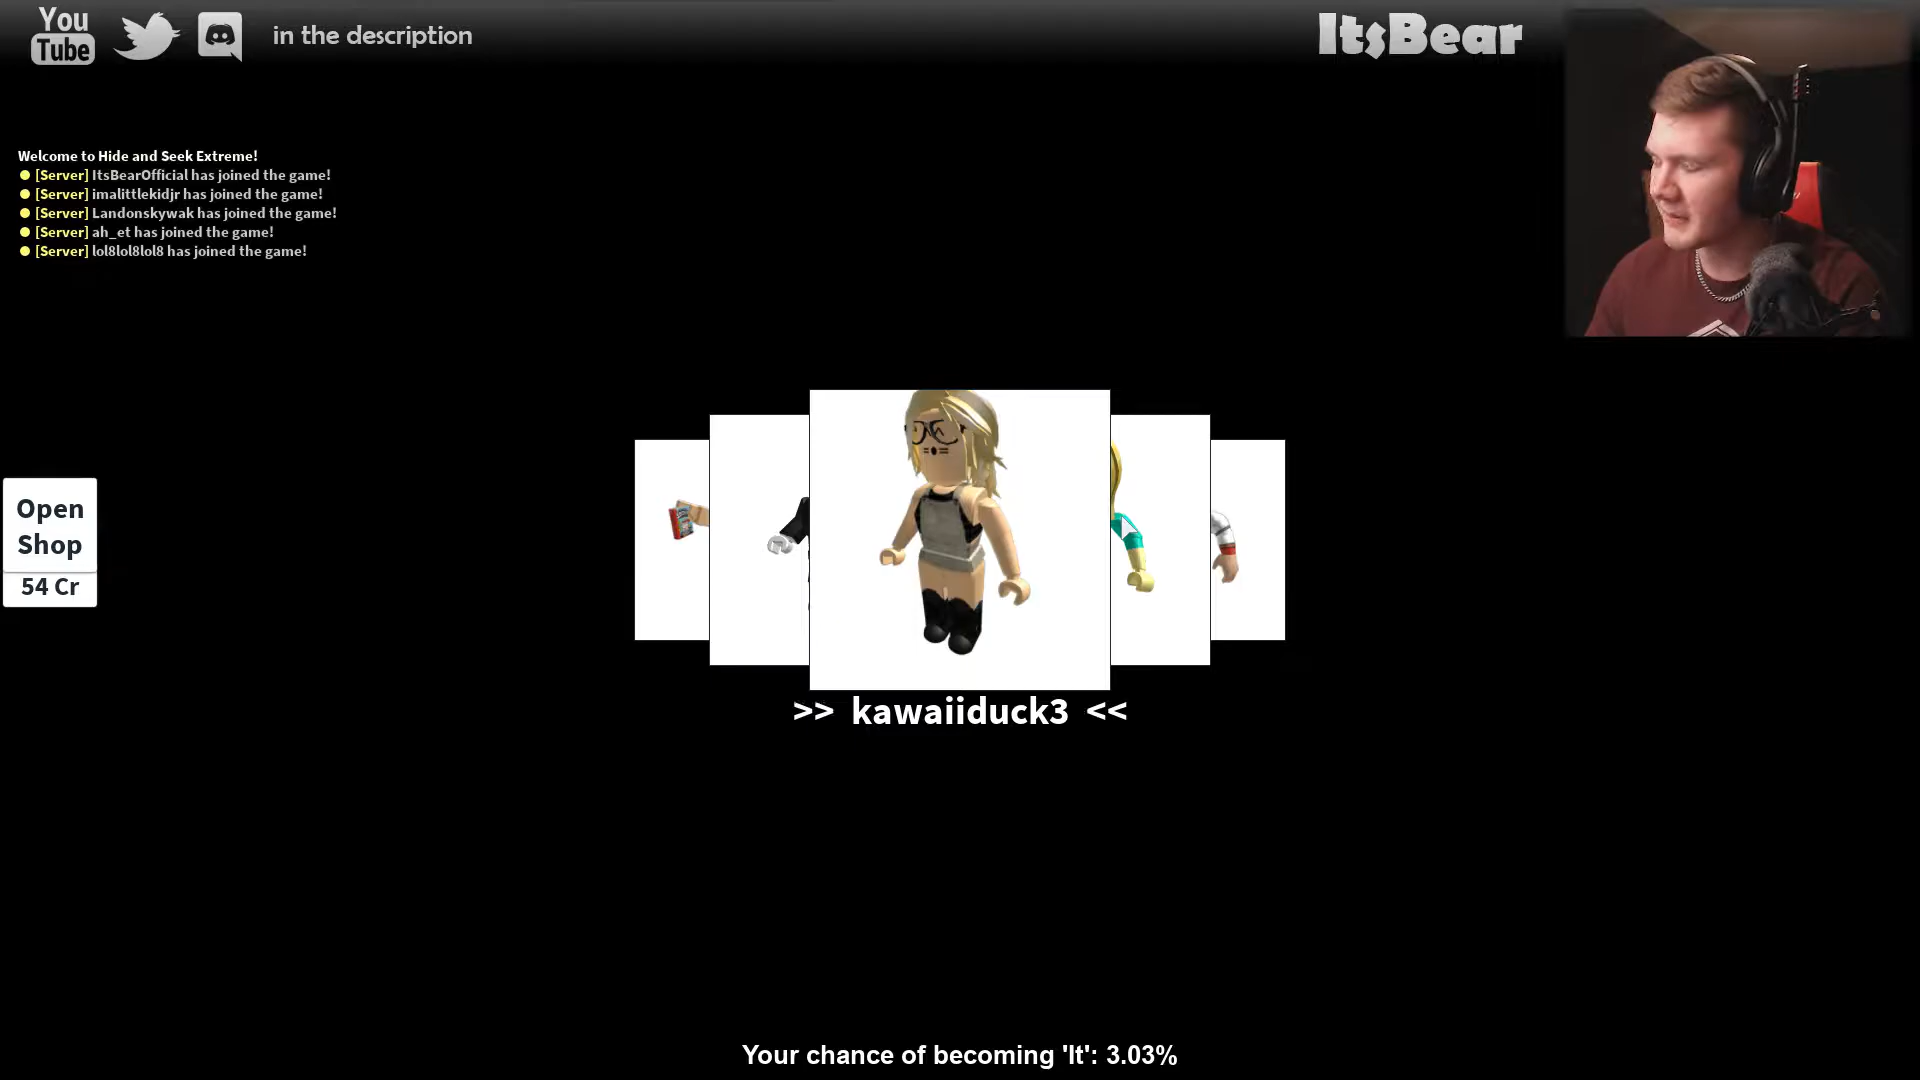 You
Tube
in the description
ItsBear
Welcome to Hide and Seek Extreme!
[Server] ItsBearOfficial has joined the game!
[Server] imalittlekidjr has joined the game!
[Server] Landonskywak has joined the game!
[Server] ah_et has joined the game!
[Server] lol8lol8lol8 has joined the game!
Open
Shop
54 Cr
>> kawaiiduck3 <<
Your chance of becoming 'It': 3.03%